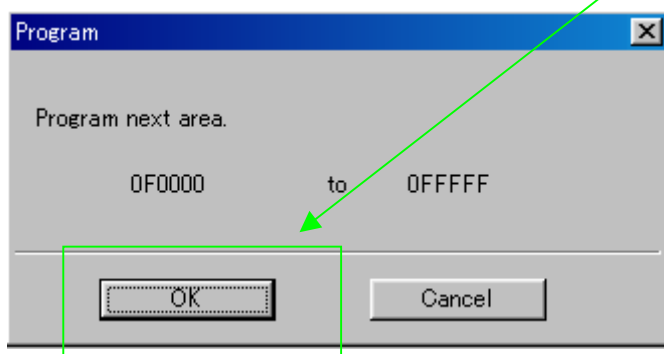 Program
Program next area.
0F0000 to 0FFFFF
OK Cancel